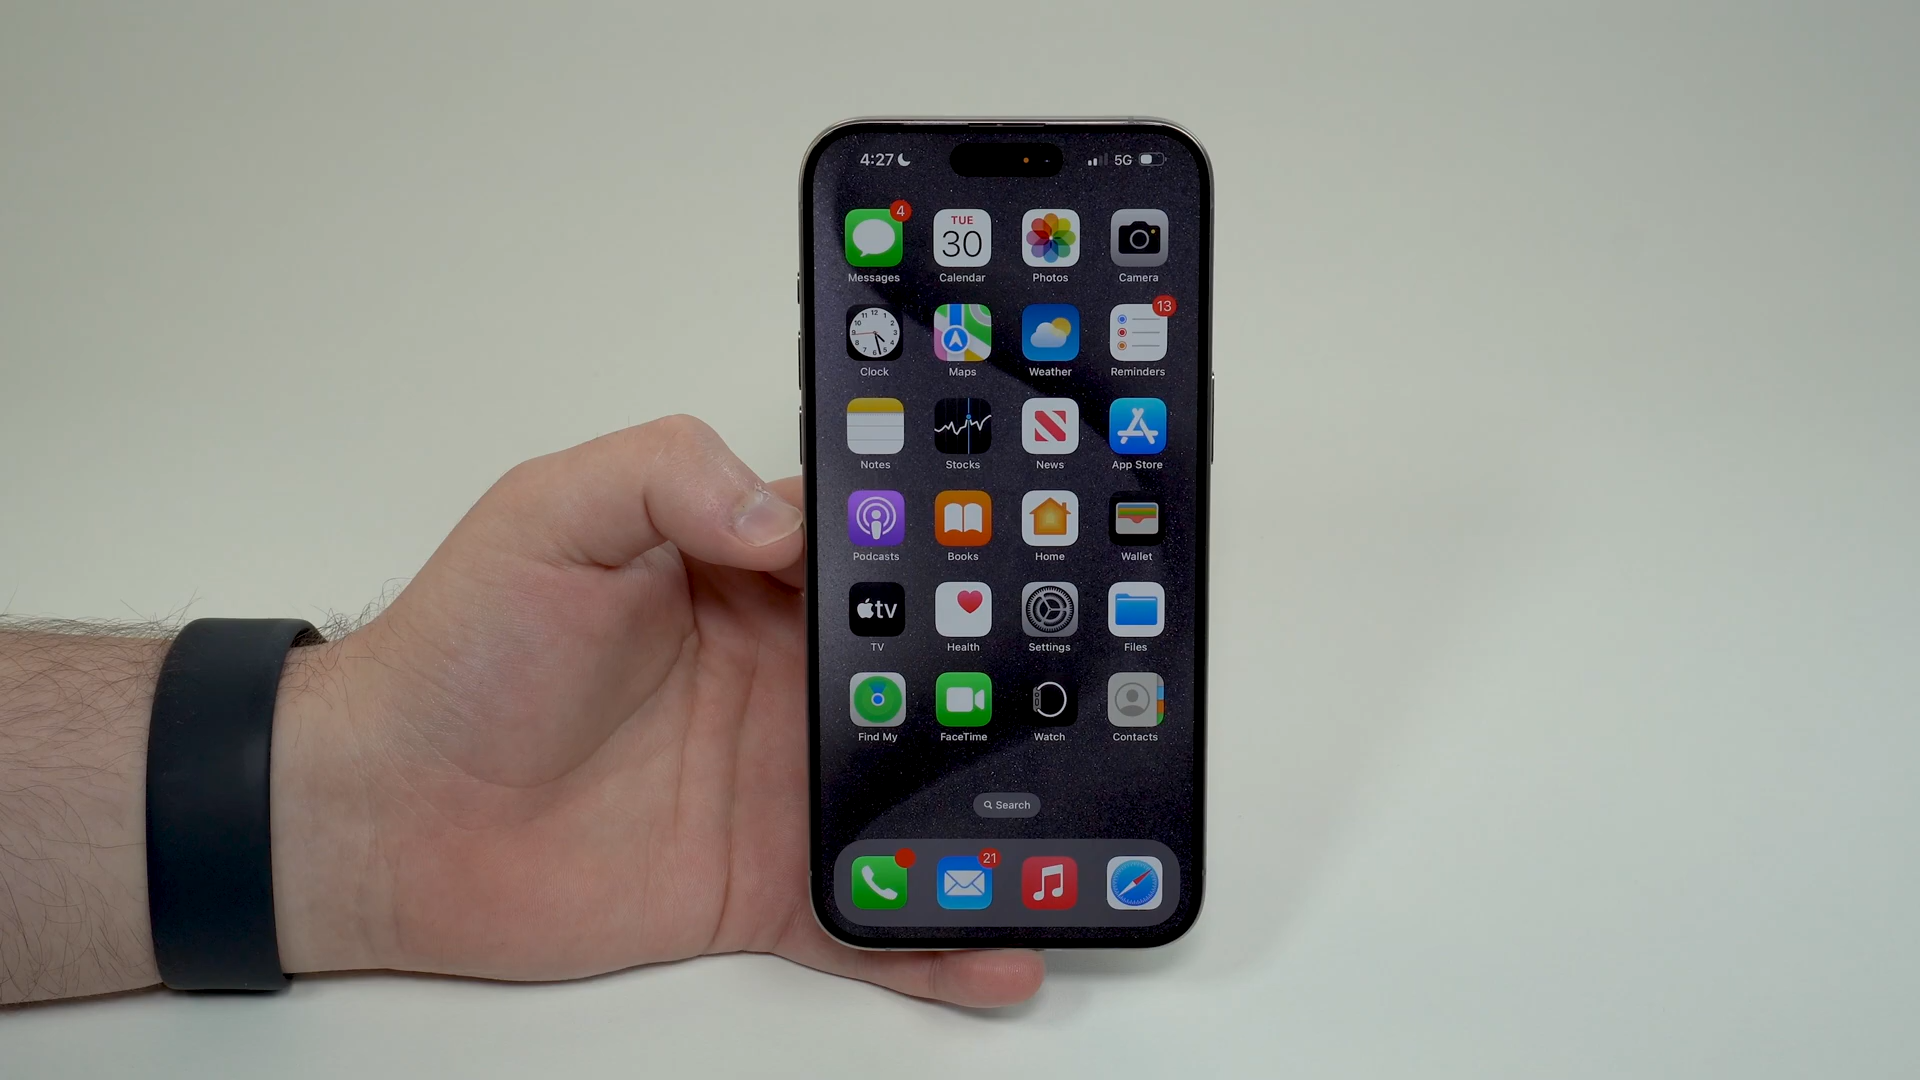 4:27 5G
4
TUE
30
Messages Calendar Photos Camera
13
Clock Maps Weather Reminders
Notes Stocks News App Store
Podcasts Books Home Wallet
tv
TV Health Settings Files
Find My FaceTime Watch Contacts
Search
21